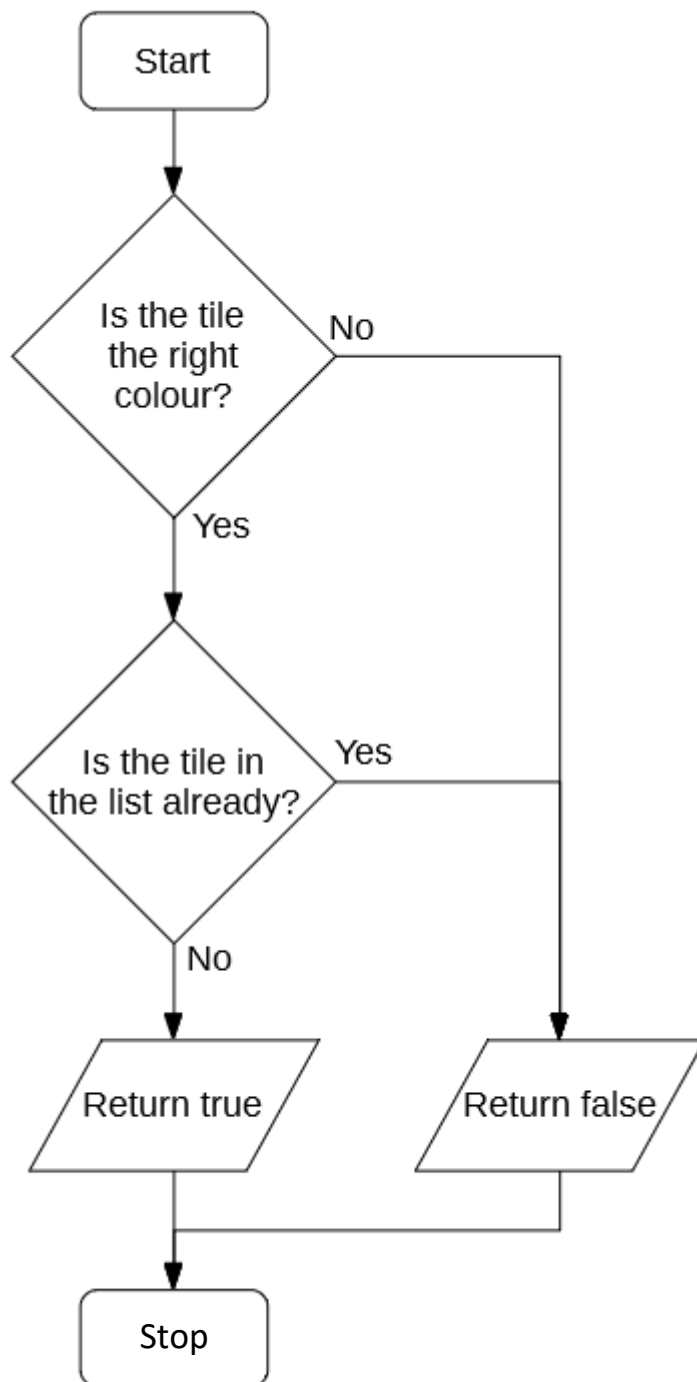 Start
Is the tile
the right
colour?
No
Yes
Is the tile in
the list already?
Yes
No
Return true
Return false
Stop